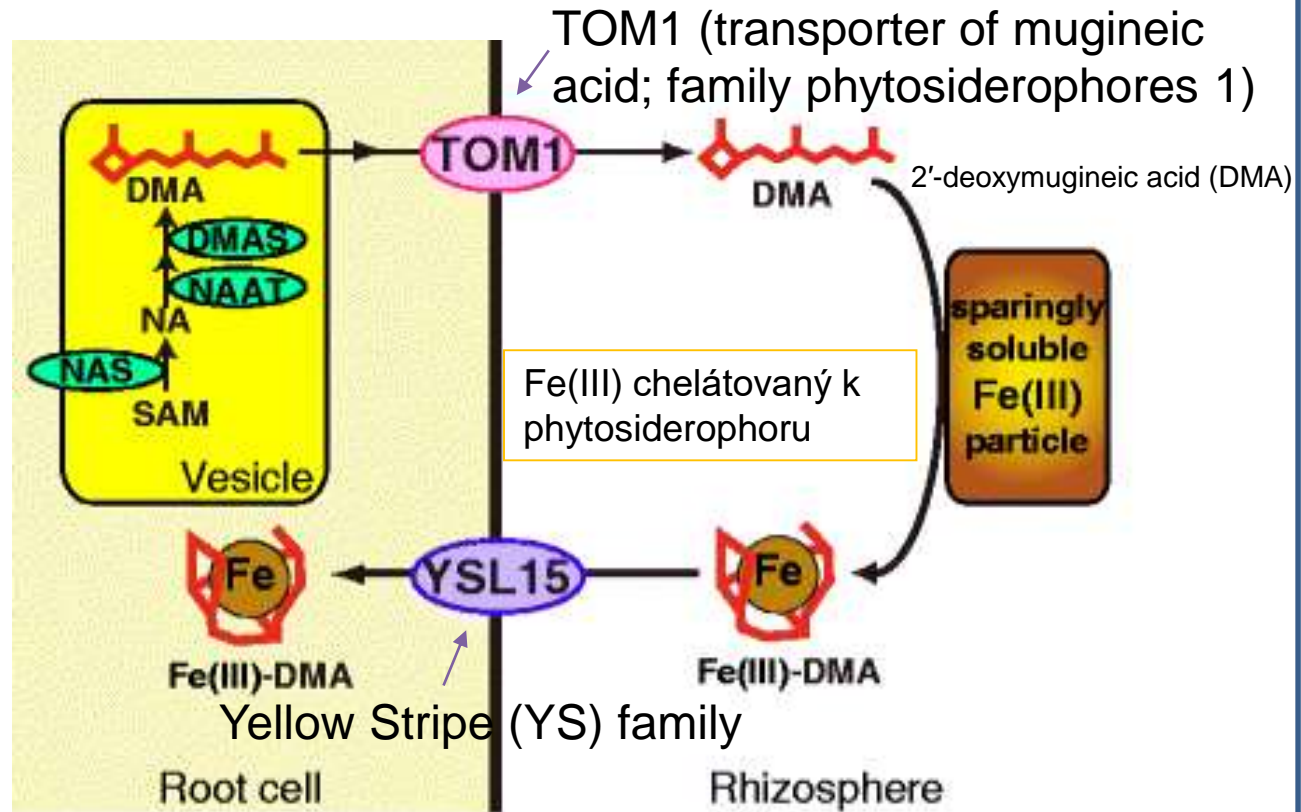 TOM1 (transporter of mugineic
acid; family phytosiderophores 1)
DMA
DMAS
NAAT
NA
NAS
SAM
Vesicle
TOM1
DMA
2′-deoxymugineic acid (DMA)
sparingly
soluble
Fe(III)
particle
Fe(III) chelátovaný k
phytosiderophoru
Fe
Fe(III)-DMA
YSL15
Fe
Fe(III)-DMA
Yellow Stripe (YS) family
Root cell
Rhizosphere